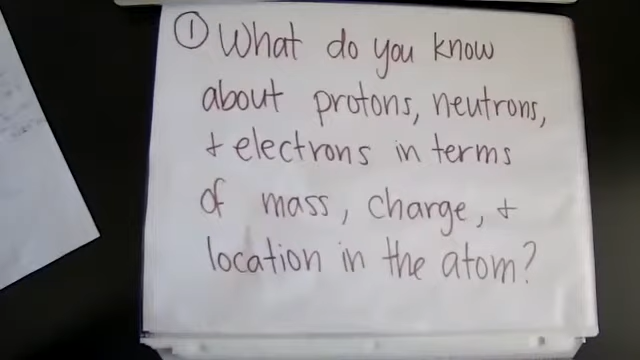 ① What do you know
about protons, neutrons,
+ electrons in terms
of mass, charge, +
location in the atom?